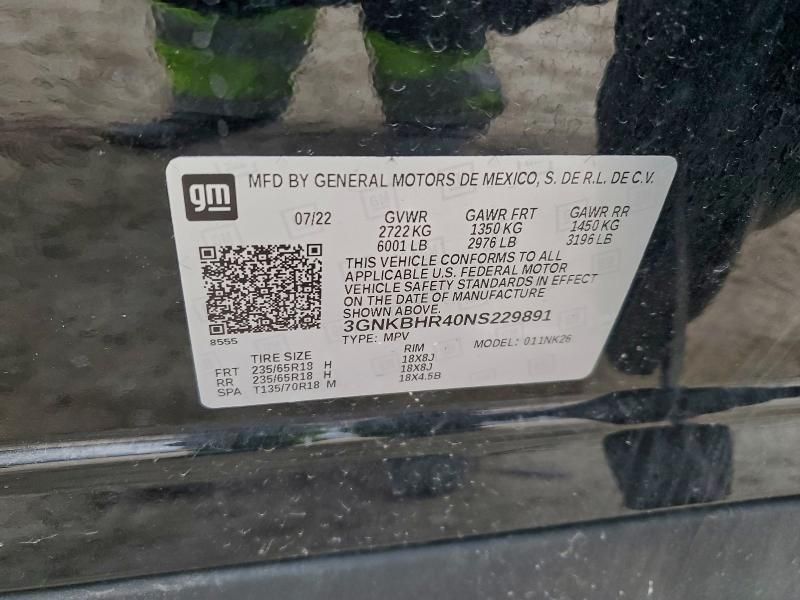 gm
MFD BY GENERAL MOTORS DE MEXICO, S. DE R.L. DE C.V.
07/22 GVWR GAWR FRT GAWR RR
2722 KG 1350 KG 1450 KG
6001 LB 2976 LB 3196 LB
THIS VEHICLE CONFORMS TO ALL
APPLICABLE U.S. FEDERAL MOTOR
VEHICLE SAFETY STANDARDS IN EFFECT
ON THE DATE OF MANUFACTURE
SHOWN ABOVE.
3GNKBHR40NS229891
8555
TYPE: MPV MODEL: 011NK26
TIRE SIZE RIM
FRT 235/65R18 H 18X8J
RR 235/65R18 H 18X8J
SPA T135/70R18 M 18X4.5B